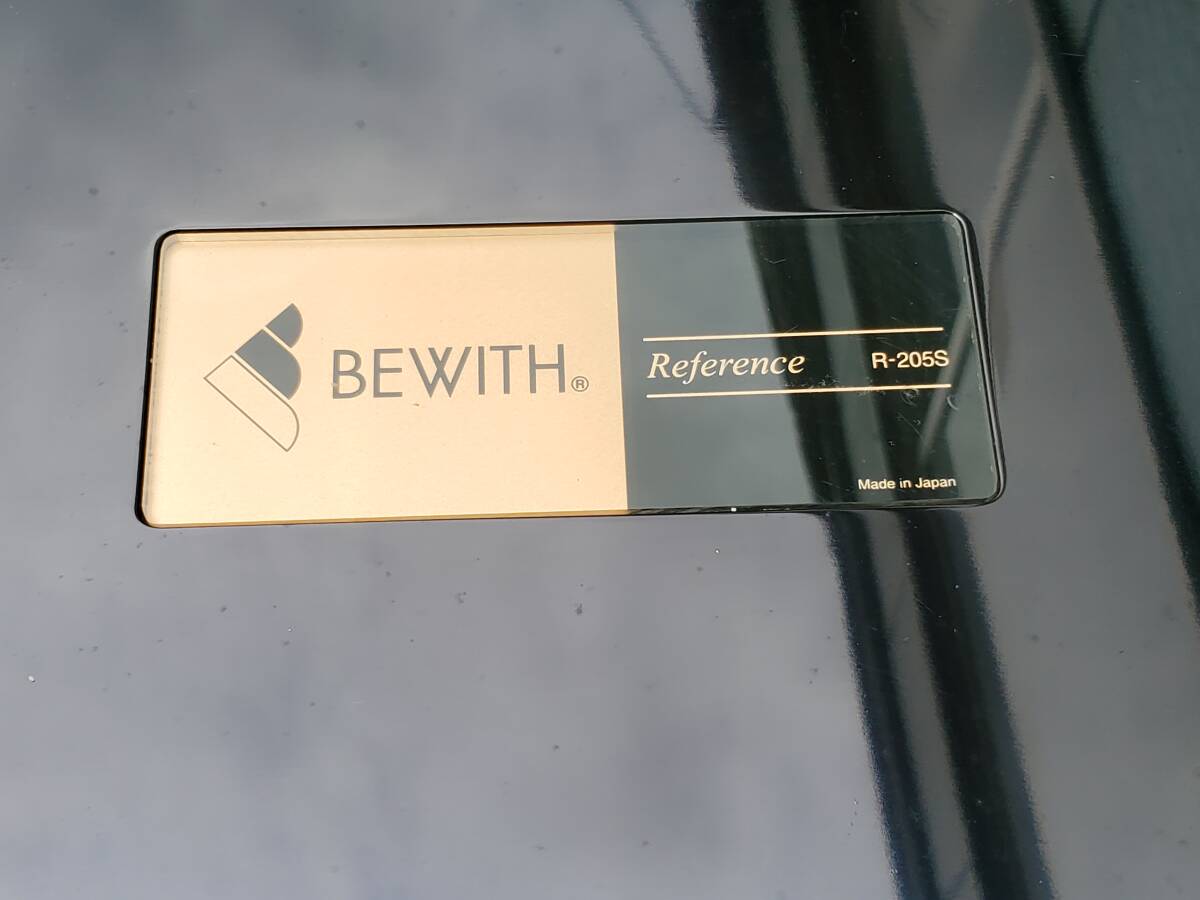 BEWITH®
Reference R-205S
Made in Japan